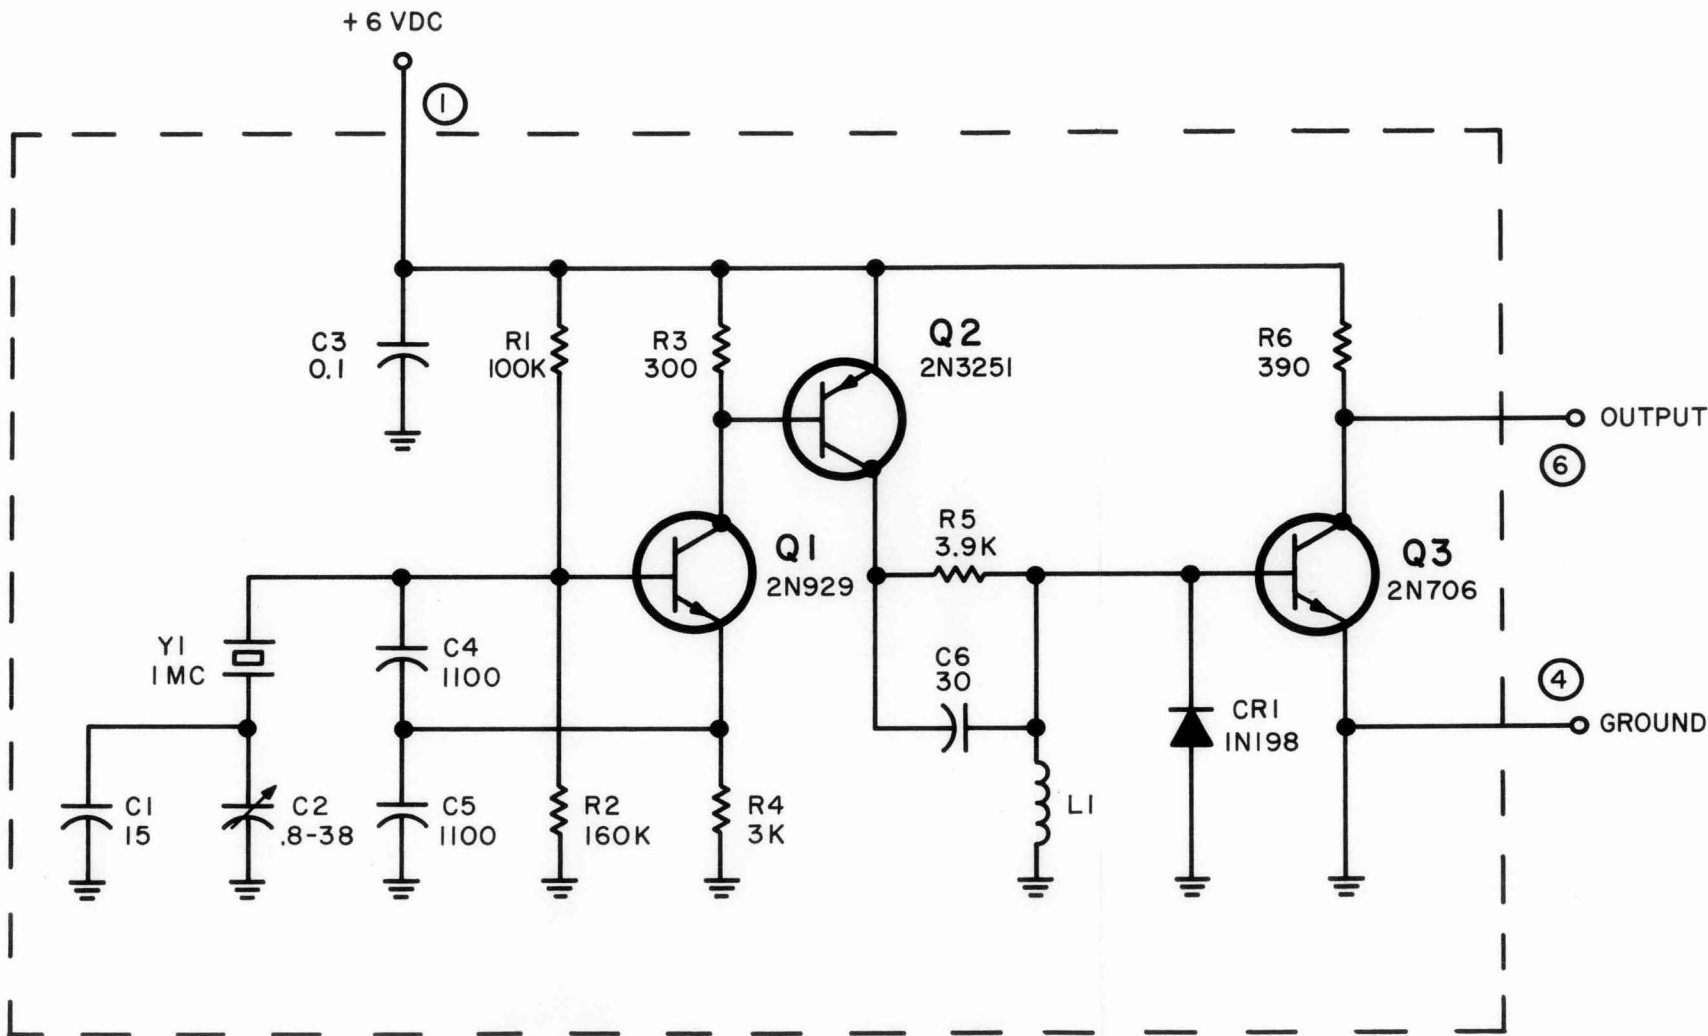 + 6 VDC
1
C3
0.1
R1
100K
R3
300
Q2
2N3251
R6
390
OUTPUT
6
R5
3.9K
Q1
2N929
Q3
2N706
Y1
1 MC
C4
1100
C6
30
CR1
1N198
4
GROUND
C1
15
C2
.8-38
C5
1100
R2
160K
R4
3K
L1